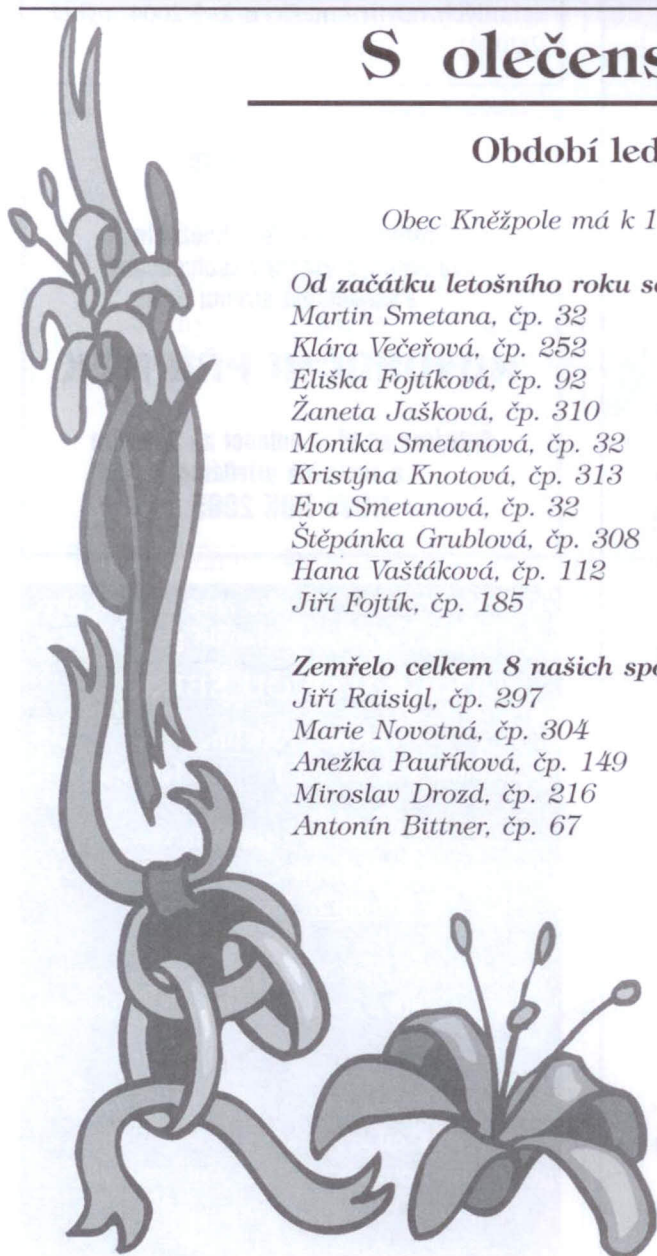 S olečens
Období led
Obec Kněžpole má k 1
Od začátku letošního roku se
Martin Smetana, čp. 32
Klára Večeřová, čp. 252
Eliška Fojtíková, čp. 92
Žaneta Jašková, čp. 310
Monika Smetanová, čp. 32
Kristýna Knotová, čp. 313
Eva Smetanová, čp. 32
Štěpánka Grublová, čp. 308
Hana Vašťáková, čp. 112
Jiří Fojtík, čp. 185
Zemřelo celkem 8 našich spo
Jiří Raisigl, čp. 297
Marie Novotná, čp. 304
Anežka Pauříková, čp. 149
Miroslav Drozd, čp. 216
Antonín Bittner, čp. 67